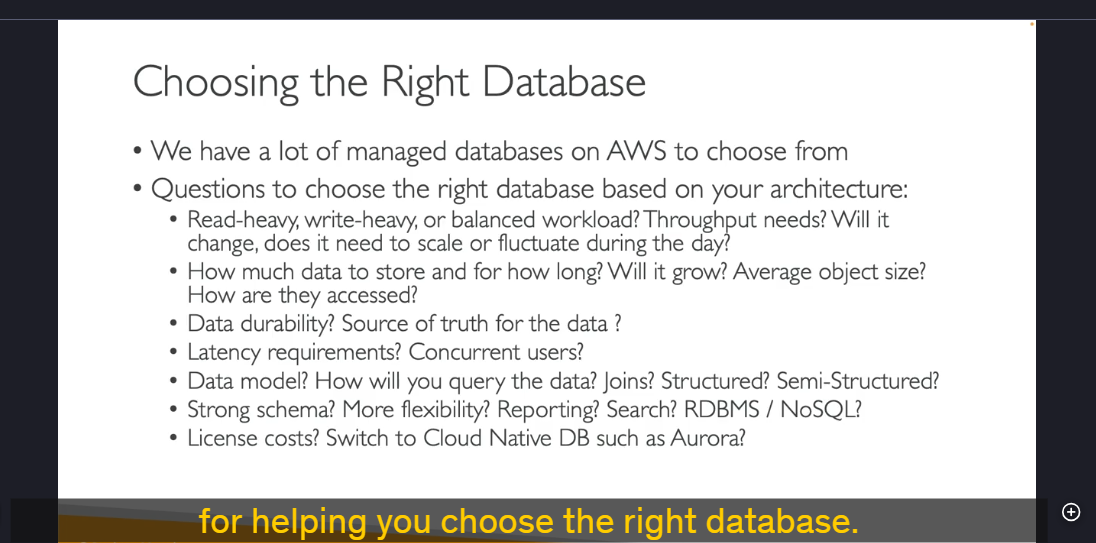 Choosing the Right Database
• We have a lot of managed databases on AWS to choose from
• Questions to choose the right database based on your architecture:
• Read-heavy, write-heavy, or balanced workload? Throughput needs? Will it
change, does it need to scale or fluctuate during the day?
• How much data to store and for how long? Will it grow? Average object size?
How are they accessed?
• Data durability? Source of truth for the data ?
• Latency requirements? Concurrent users?
• Data model? How will you query the data? Joins? Structured? Semi-Structured?
• Strong schema? More flexibility? Reporting? Search? RDBMS / NoSQL?
• License costs? Switch to Cloud Native DB such as Aurora?
for helping you choose the right database.